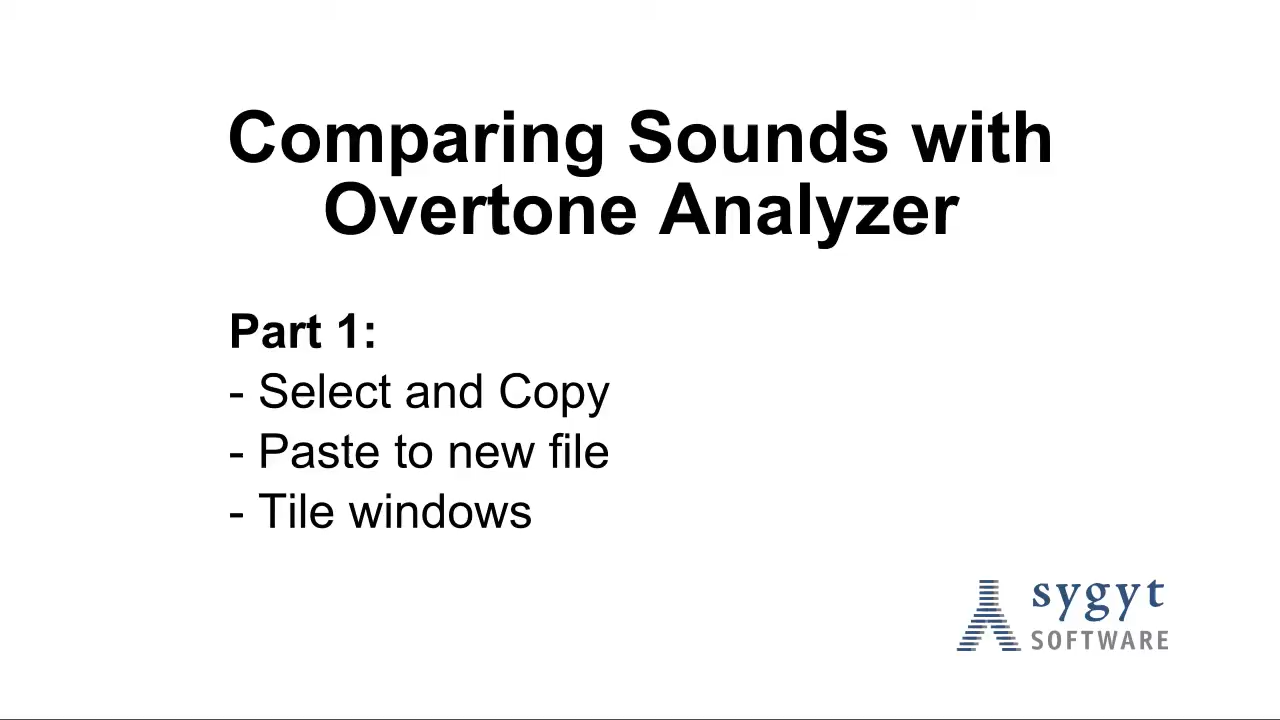 Comparing Sounds with
Overtone Analyzer
Part 1:
- Select and Copy
- Paste to new file
- Tile windows
sygyt
SOFTWARE